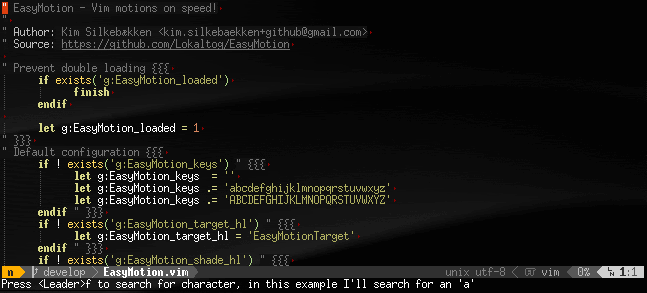 " EasyMotion - Vim motions on speed!
"
" Author: Kim Silkebækken <kim.silkebaekken+github@gmail.com>
" Source: https://github.com/Lokaltog/EasyMotion
" Prevent double loading {{{
if exists('g:EasyMotion_loaded')
finish
endif
let g:EasyMotion_loaded = 1
" }}}
" Default configuration {{{
if ! exists('g:EasyMotion_keys') " {{{
let g:EasyMotion_keys  = ''
let g:EasyMotion_keys .= 'abcdefghijklmnopqrstuvwxyz'
let g:EasyMotion_keys .= 'ABCDEFGHIJKLMNOPQRSTUVWXYZ'
endif " }}}
if ! exists('g:EasyMotion_target_hl') " {{{
let g:EasyMotion_target_hl = 'EasyMotionTarget'
endif " }}}
if ! exists('g:EasyMotion_shade_hl') " {{{
n develop EasyMotion.vim unix utf-8 vim 0% LN 1:1
Press <Leader>f to search for character, in this example I'll search for an 'a'